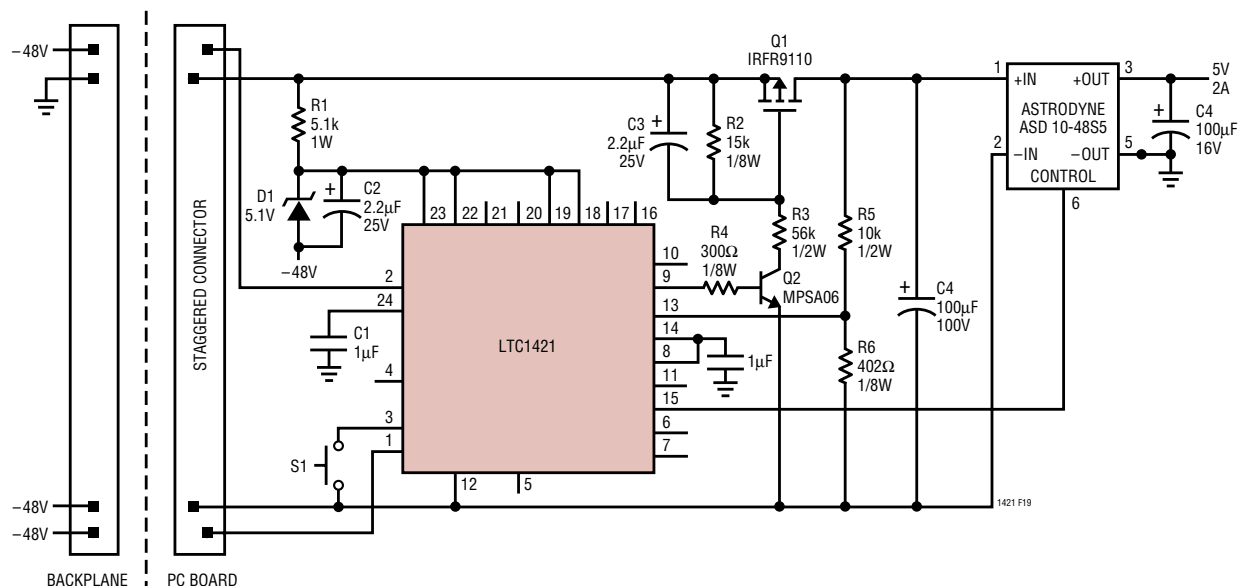 −48V
−48V
−48V
BACKPLANE
PC BOARD
STAGGERED CONNECTOR
R1
5.1k
1W
D1
5.1V
C2
2.2µF
25V
−48V
+
23
22
21
20
19
18
17
16
2
24
C1
1µF
4
3
1
S1
12
5
LTC1421
10
9
13
14
8
11
15
6
7
R4
300Ω
1/8W
1µF
C3
2.2µF
25V
+
R2
15k
1/8W
Q1
IRFR9110
R3
56k
1/2W
Q2
MPSA06
R5
10k
1/2W
R6
402Ω
1/8W
+
C4
100µF
100V
1
+IN
+OUT
3
ASTRODYNE
ASD 10-48S5
2
−IN
−OUT
5
CONTROL
6
5V
2A
+
C4
100µF
16V
1421 F19